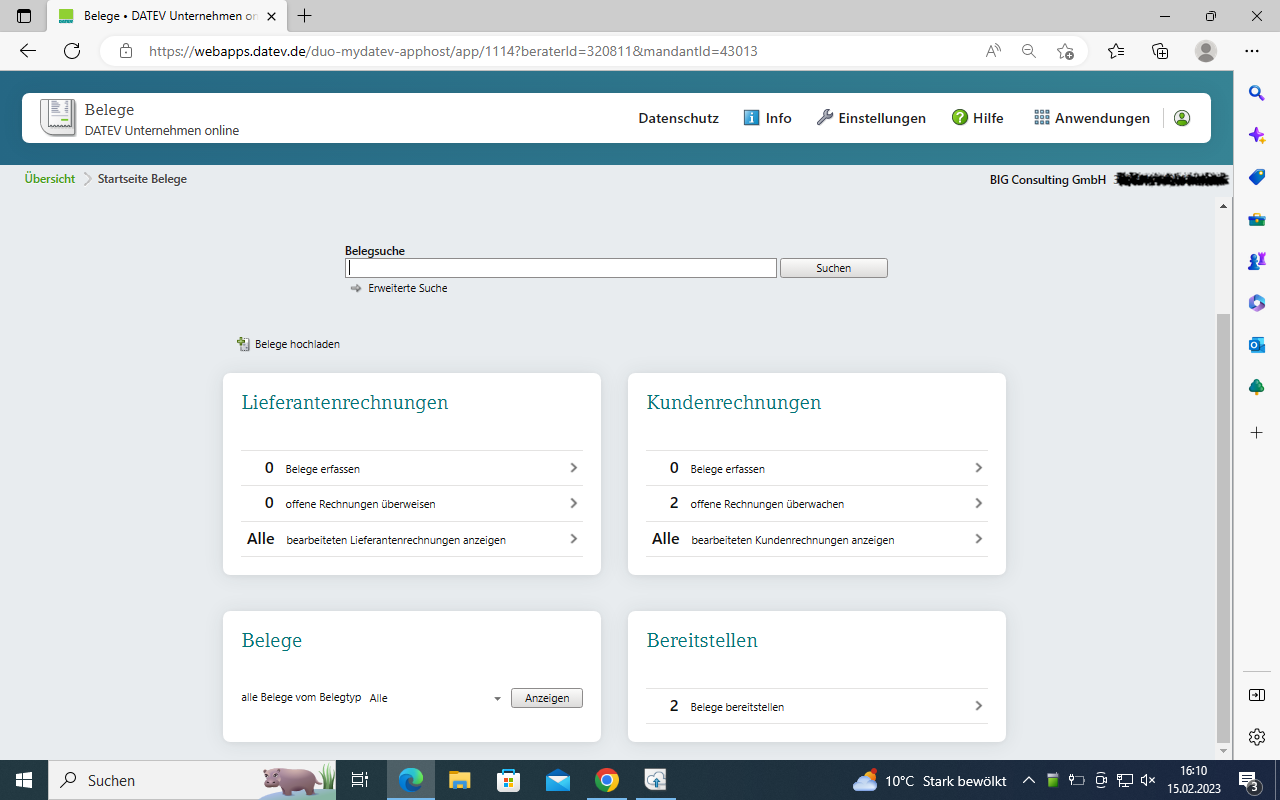 Belege • DATEV Unternehmen on
https://webapps.datev.de/duo-mydatev-apphost/app/1114?beraterId=320811&mandantId=43013
Belege
DATEV Unternehmen online
Datenschutz Info Einstellungen Hilfe Anwendungen
Übersicht Startseite Belege
BIG Consulting GmbH
Belegsuche
Suchen
Erweiterte Suche
Belege hochladen
Lieferantenrechnungen
0 Belege erfassen
0 offene Rechnungen überweisen
Alle bearbeiteten Lieferantenrechnungen anzeigen
Kundenrechnungen
0 Belege erfassen
2 offene Rechnungen überwachen
Alle bearbeiteten Kundenrechnungen anzeigen
Belege
alle Belege vom Belegtyp Alle Anzeigen
Bereitstellen
2 Belege bereitstellen
Suchen
10°C Stark bewölkt
16:10
15.02.2023
3